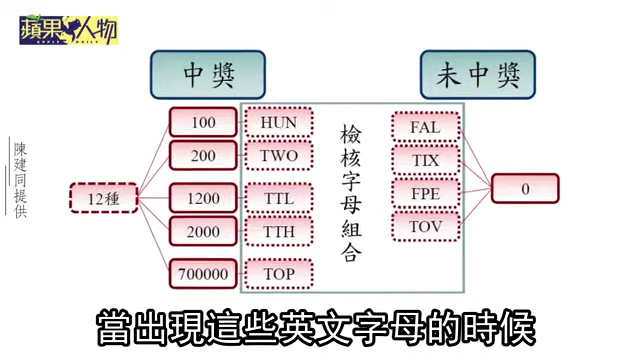 蘋果人物
APPLE DAILY
中獎
未中獎
100
HUN
200
TWO
12種
1200
TTL
2000
TTH
700000
TOP
檢核字母組合
FAL
TIX
FPE
TOV
0
陳建同提供
當出現這些英文字母的時候